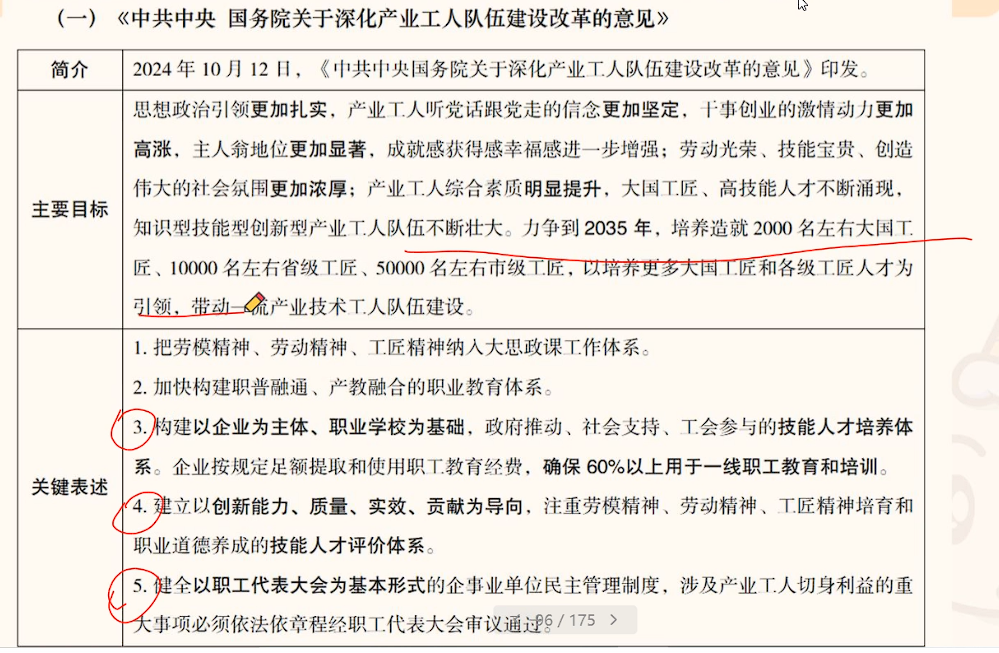 （一）《中共中央 国务院关于深化产业工人队伍建设改革的意见》
简介
2024 年 10 月 12 日，《中共中央国务院关于深化产业工人队伍建设改革的意见》印发。
主要目标
思想政治引领更加扎实，产业工人听党话跟党走的信念更加坚定，干事创业的激情动力更加
高涨，主人翁地位更加显著，成就感获得感幸福感进一步增强；劳动光荣、技能宝贵、创造
伟大的社会氛围更加浓厚；产业工人综合素质明显提升，大国工匠、高技能人才不断涌现，
知识型技能型创新型产业工人队伍不断壮大。力争到 2035 年，培养造就 2000 名左右大国工
匠、10000 名左右省级工匠、50000 名左右市级工匠，以培养更多大国工匠和各级工匠人才为
引领，带动一流产业技术工人队伍建设。
关键表述
1. 把劳模精神、劳动精神、工匠精神纳入大思政课工作体系。
2. 加快构建职普融通、产教融合的职业教育体系。
3. 构建以企业为主体、职业学校为基础，政府推动、社会支持、工会参与的技能人才培养体
系。企业按规定足额提取和使用职工教育经费，确保 60%以上用于一线职工教育和培训。
4. 建立以创新能力、质量、实效、贡献为导向，注重劳模精神、劳动精神、工匠精神培育和
职业道德养成的技能人才评价体系。
5. 健全以职工代表大会为基本形式的企事业单位民主管理制度，涉及产业工人切身利益的重
大事项必须依法依章程经职工代表大会审议通过。
96 / 175